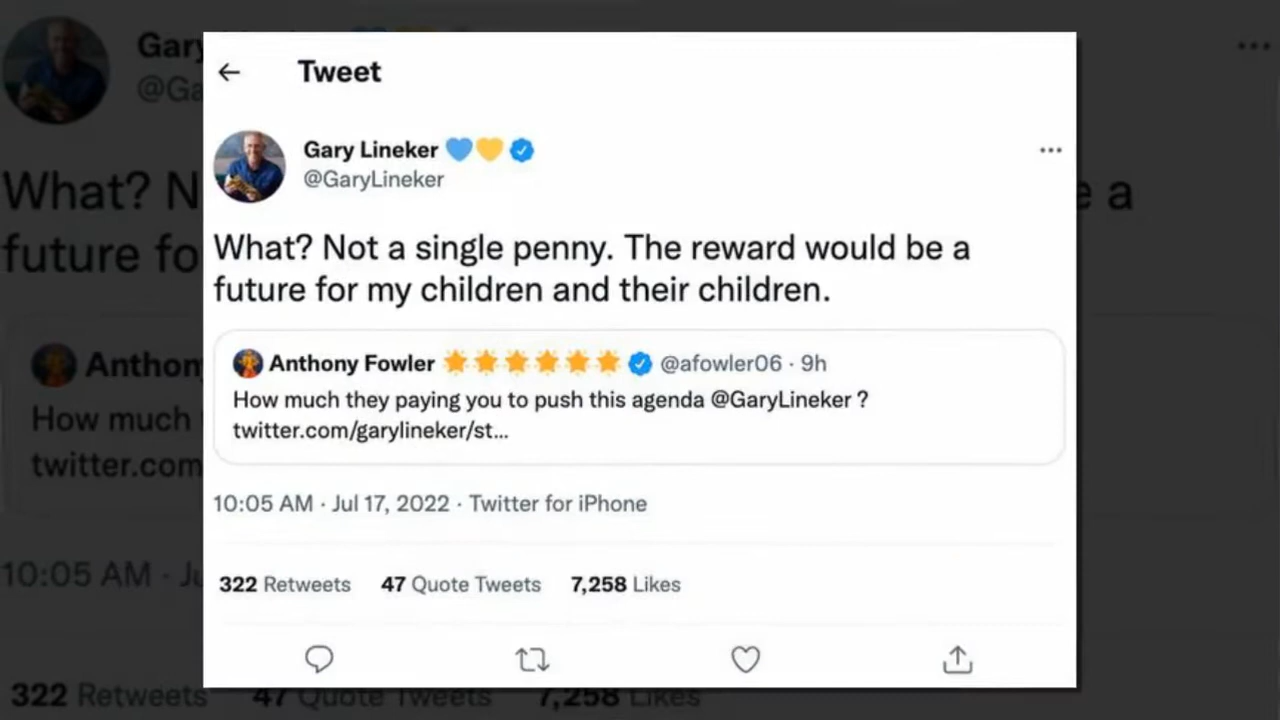 Tweet
Gary Lineker 💙💛
@GaryLineker
What? Not a single penny. The reward would be a
future for my children and their children.
Anthony Fowler 🌟🌟🌟🌟🌟🌟 @afowler06 · 9h
How much they paying you to push this agenda @GaryLineker ?
twitter.com/garylineker/st...
10:05 AM · Jul 17, 2022 · Twitter for iPhone
322 Retweets 47 Quote Tweets 7,258 Likes